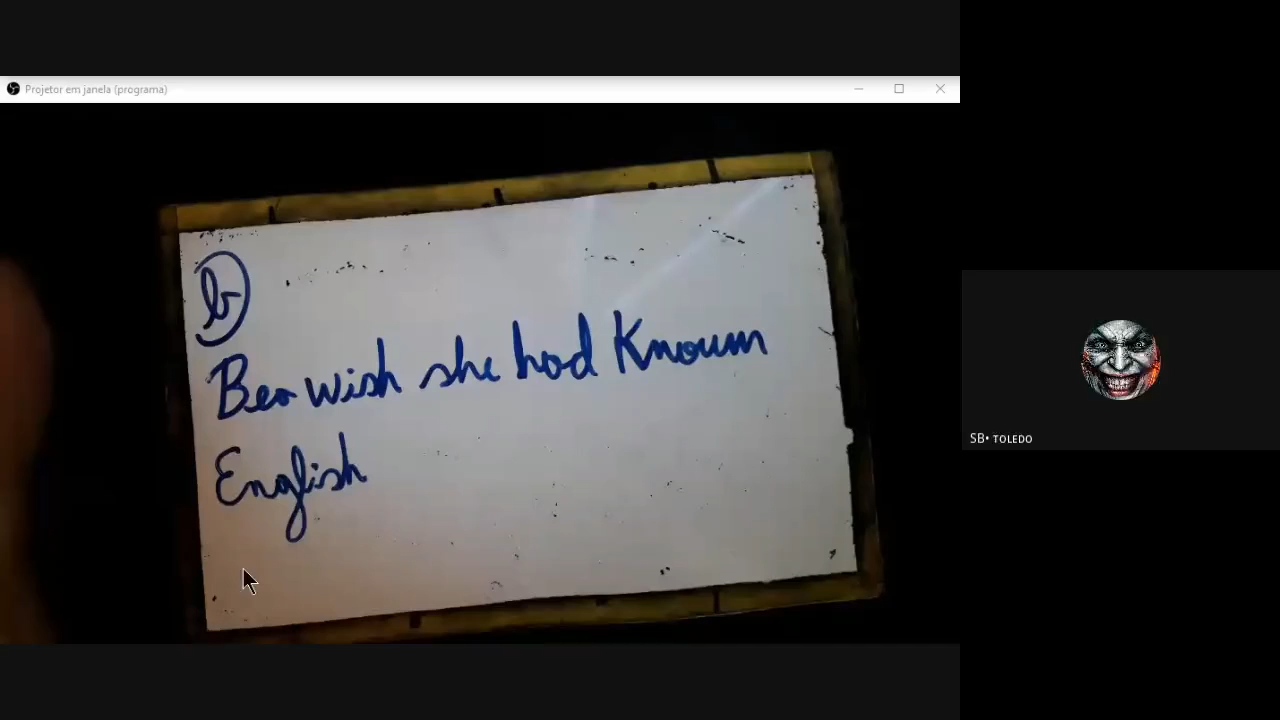 Projetor em janela (programa)
b
Bea wish she had Known
English
SB• TOLEDO